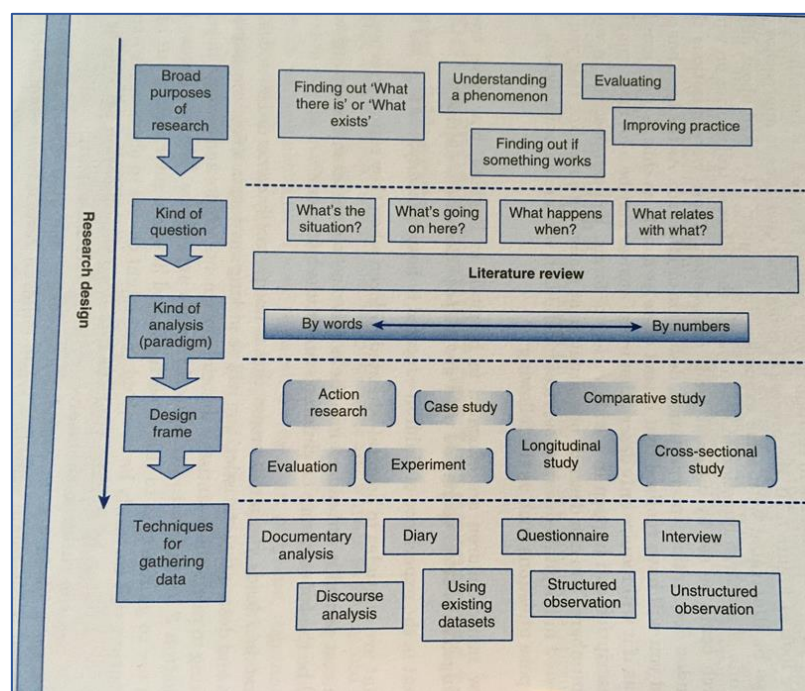 Research design
Broad
purposes
of
research
Finding out ‘What
there is’ or ‘What
exists’
Understanding
a phenomenon
Evaluating
Improving practice
Finding out if
something works
Kind of
question
What’s the
situation?
What’s going
on here?
What happens
when?
What relates
with what?
Literature review
Kind of
analysis
(paradigm)
By words
By numbers
Design
frame
Action
research
Case study
Comparative study
Evaluation
Experiment
Longitudinal
study
Cross-sectional
study
Techniques
for
gathering
data
Documentary
analysis
Diary
Questionnaire
Interview
Discourse
analysis
Using
existing
datasets
Structured
observation
Unstructured
observation